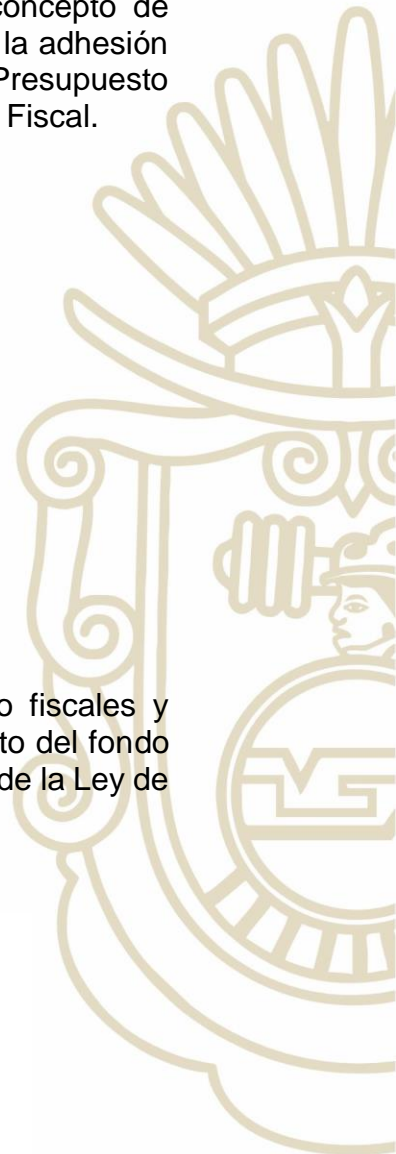 concepto de
la adhesión
Presupuesto
Fiscal.
o fiscales y
to del fondo
de la Ley de